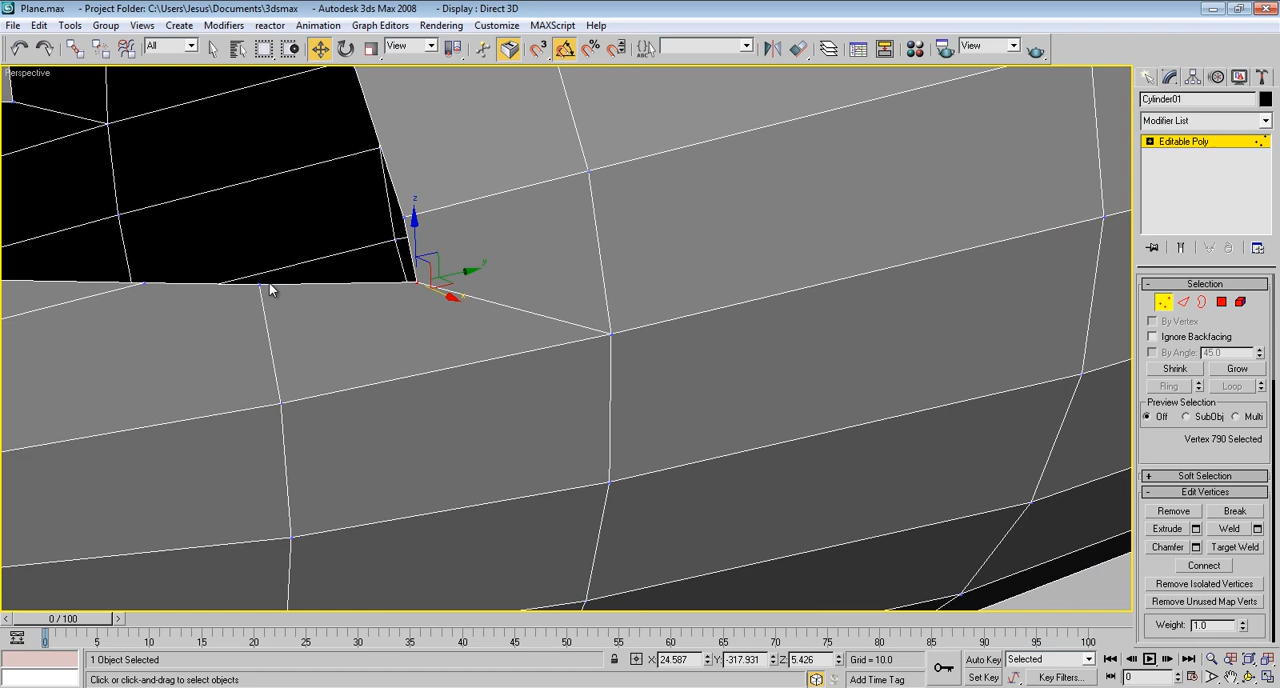 Plane.max - Project Folder: C:\Users\Jesus\Documents\3dsmax - Autodesk 3ds Max 2008 - Display : Direct 3D
File Edit Tools Group Views Create Modifiers reactor Animation Graph Editors Rendering Customize MAXScript Help
All View View
Perspective
z
y
Cylinder01
Modifier List
Editable Poly
- Selection
By Vertex
Ignore Backfacing
By Angle: 45.0
Shrink Grow
Ring Loop
Preview Selection
Off SubObj Multi
Vertex 790 Selected
+ Soft Selection
- Edit Vertices
Remove Break
Extrude Weld
Chamfer Target Weld
Connect
Remove Isolated Vertices
Remove Unused Map Verts
Weight: 1.0
< 0 / 100 >
0 5 10 15 20 25 30 35 40 45 50 55 60 65 70 75 80 85 90 95 100
1 Object Selected X: 24.587 Y: -317.931 Z: 5.426 Grid = 10.0 Auto Key Selected
Click or click-and-drag to select objects Add Time Tag Set Key Key Filters... 0